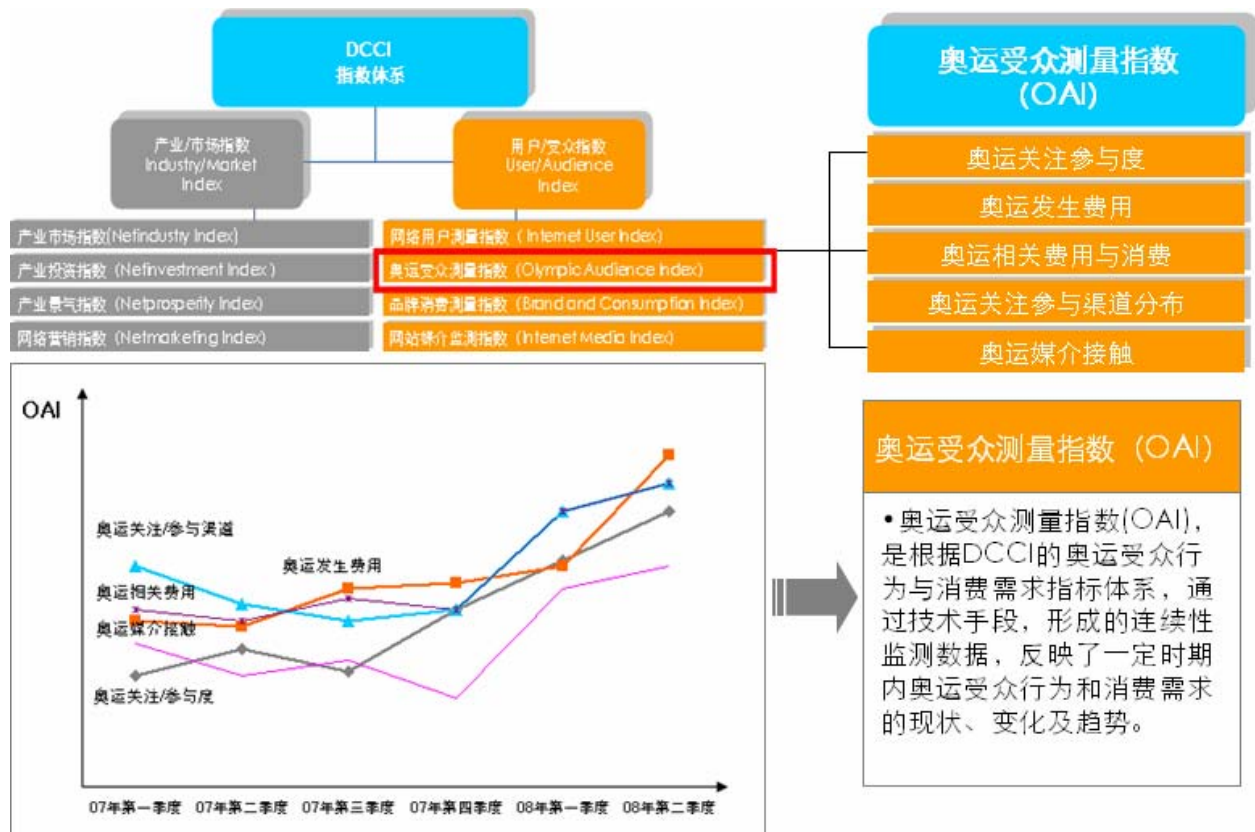 DCCI
指数体系
产业/市场指数
Industry/Market
Index
用户/受众指数
User/Audience
Index
产业市场指数(Netindustry Index)
产业投资指数 (Netinvestment Index )
产业景气指数 (Netprosperity Index)
网络营销指数 (Netmarketing Index)
网络用户测量指数 ( Internet User Index)
奥运受众测量指数 (Olympic Audience Index)
品牌消费测量指数 (Brand and Consumption Index)
网站媒介监测指数 (Internet Media Index)
奥运受众测量指数
(OAI)
奥运关注参与度
奥运发生费用
奥运相关费用与消费
奥运关注参与渠道分布
奥运媒介接触
OAI
奥运关注/参与渠道
奥运发生费用
奥运相关费用
奥运媒介接触
奥运关注/参与度
07年第一季度 07年第二季度 07年第三季度 07年第四季度 08年第一季度 08年第二季度
奥运受众测量指数 (OAI)
•奥运受众测量指数(OAI),
是根据DCCI的奥运受众行
为与消费需求指标体系，通
过技术手段，形成的连续性
监测数据，反映了一定时期
内奥运受众行为和消费需求
的现状、变化及趋势。